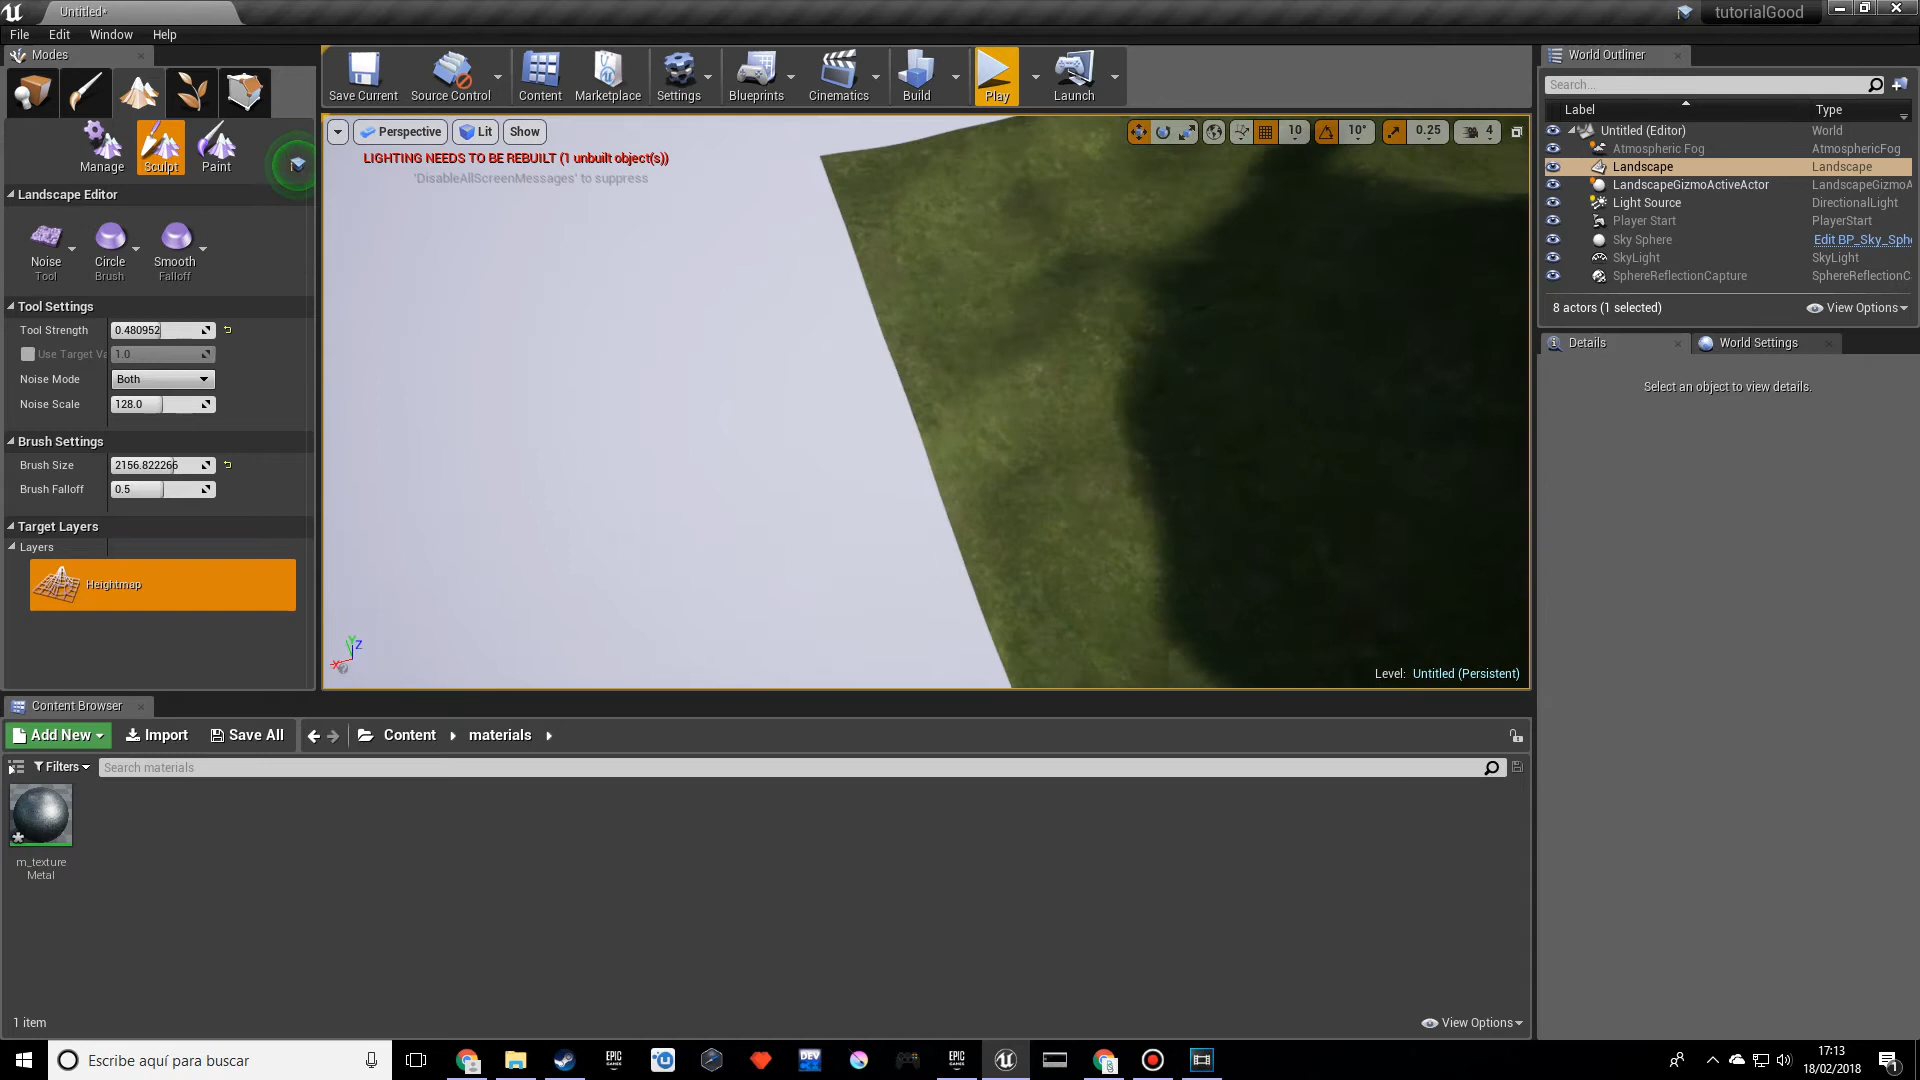 Untitled*
tutorialGood
File Edit Window Help
Modes
Manage Sculpt Paint
Landscape Editor
Noise Circle Smooth
Tool Brush Falloff
Tool Settings
Tool Strength 0.480952
Use Target Va 1.0
Noise Mode Both
Noise Scale 128.0
Brush Settings
Brush Size 2156.822266
Brush Falloff 0.5
Target Layers
Layers
Heightmap
Save Current Source Control Content Marketplace Settings Blueprints Cinematics Build Play Launch
Perspective Lit Show
10 10° 0.25 4
LIGHTING NEEDS TO BE REBUILT (1 unbuilt object(s))
'DisableAllScreenMessages' to suppress
X Y Z
Level: Untitled (Persistent)
World Outliner
Search...
Label Type
Untitled (Editor) World
Atmospheric Fog AtmosphericFog
Landscape Landscape
LandscapeGizmoActiveActor LandscapeGizmoA
Light Source DirectionalLight
Player Start PlayerStart
Sky Sphere Edit BP_Sky_Sph
SkyLight SkyLight
SphereReflectionCapture SphereReflectionC
8 actors (1 selected) View Options
Details World Settings
Select an object to view details.
Content Browser
Add New Import Save All Content materials
Filters Search materials
m_texture
Metal
1 item View Options
Escribe aquí para buscar
EPIC GAMES
DEV
EPIC GAMES
17:13
18/02/2018
1